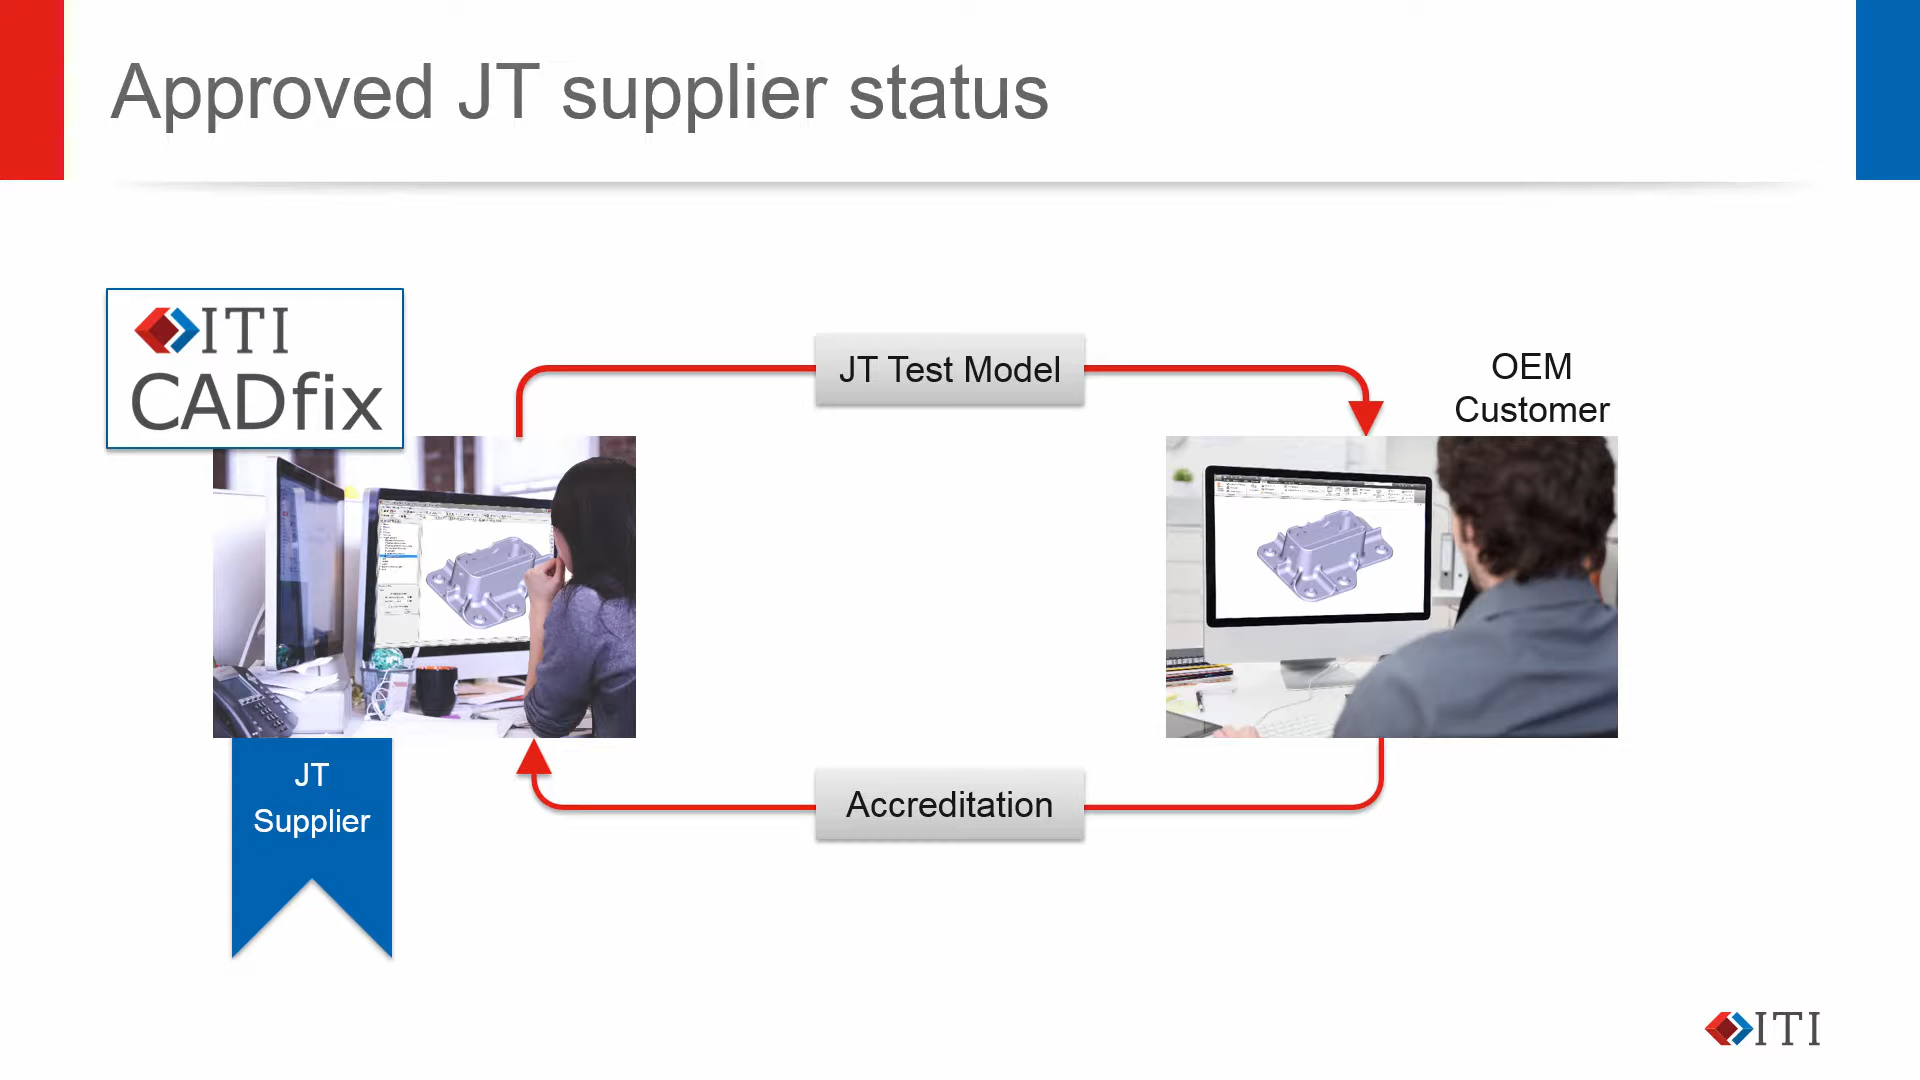 Approved JT supplier status
ITI
CADfix
JT Test Model
OEM
Customer
JT
Supplier
Accreditation
ITI